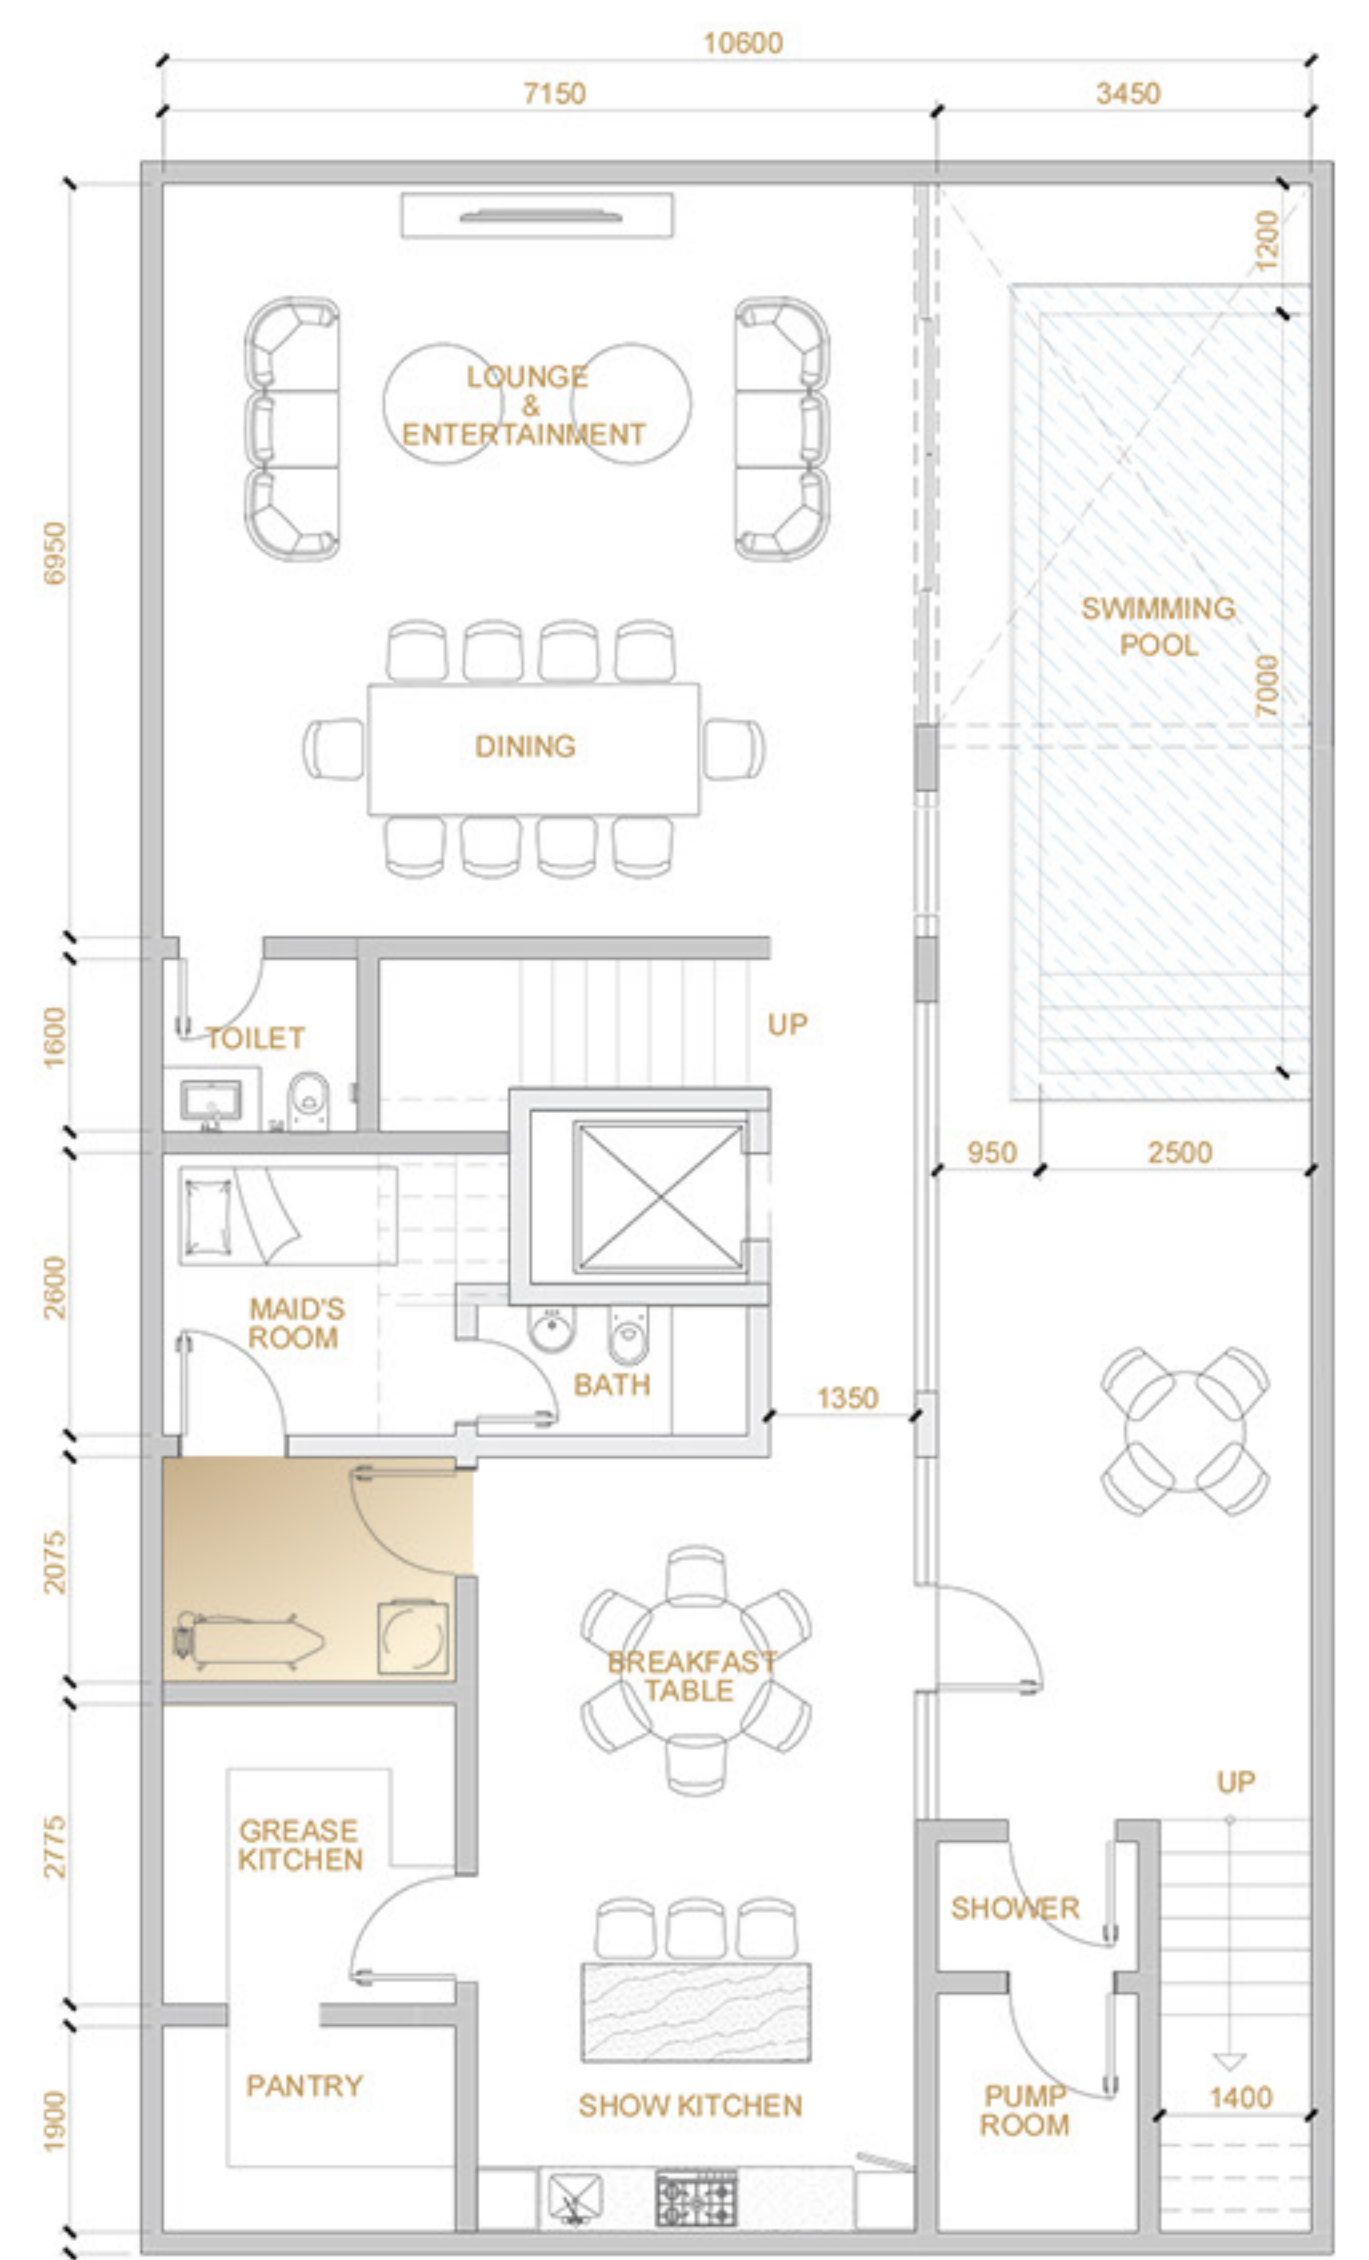 10600
7150
3450
1200
LOUNGE
&
ENTERTAINMENT
6950
SWIMMING
POOL
7000
DINING
TOILET
UP
1600
950
2500
MAID'S
ROOM
2600
BATH
1350
2075
BREAKFAST
TABLE
UP
GREASE
KITCHEN
2775
SHOWER
PANTRY
SHOW KITCHEN
PUMP
ROOM
1400
1900